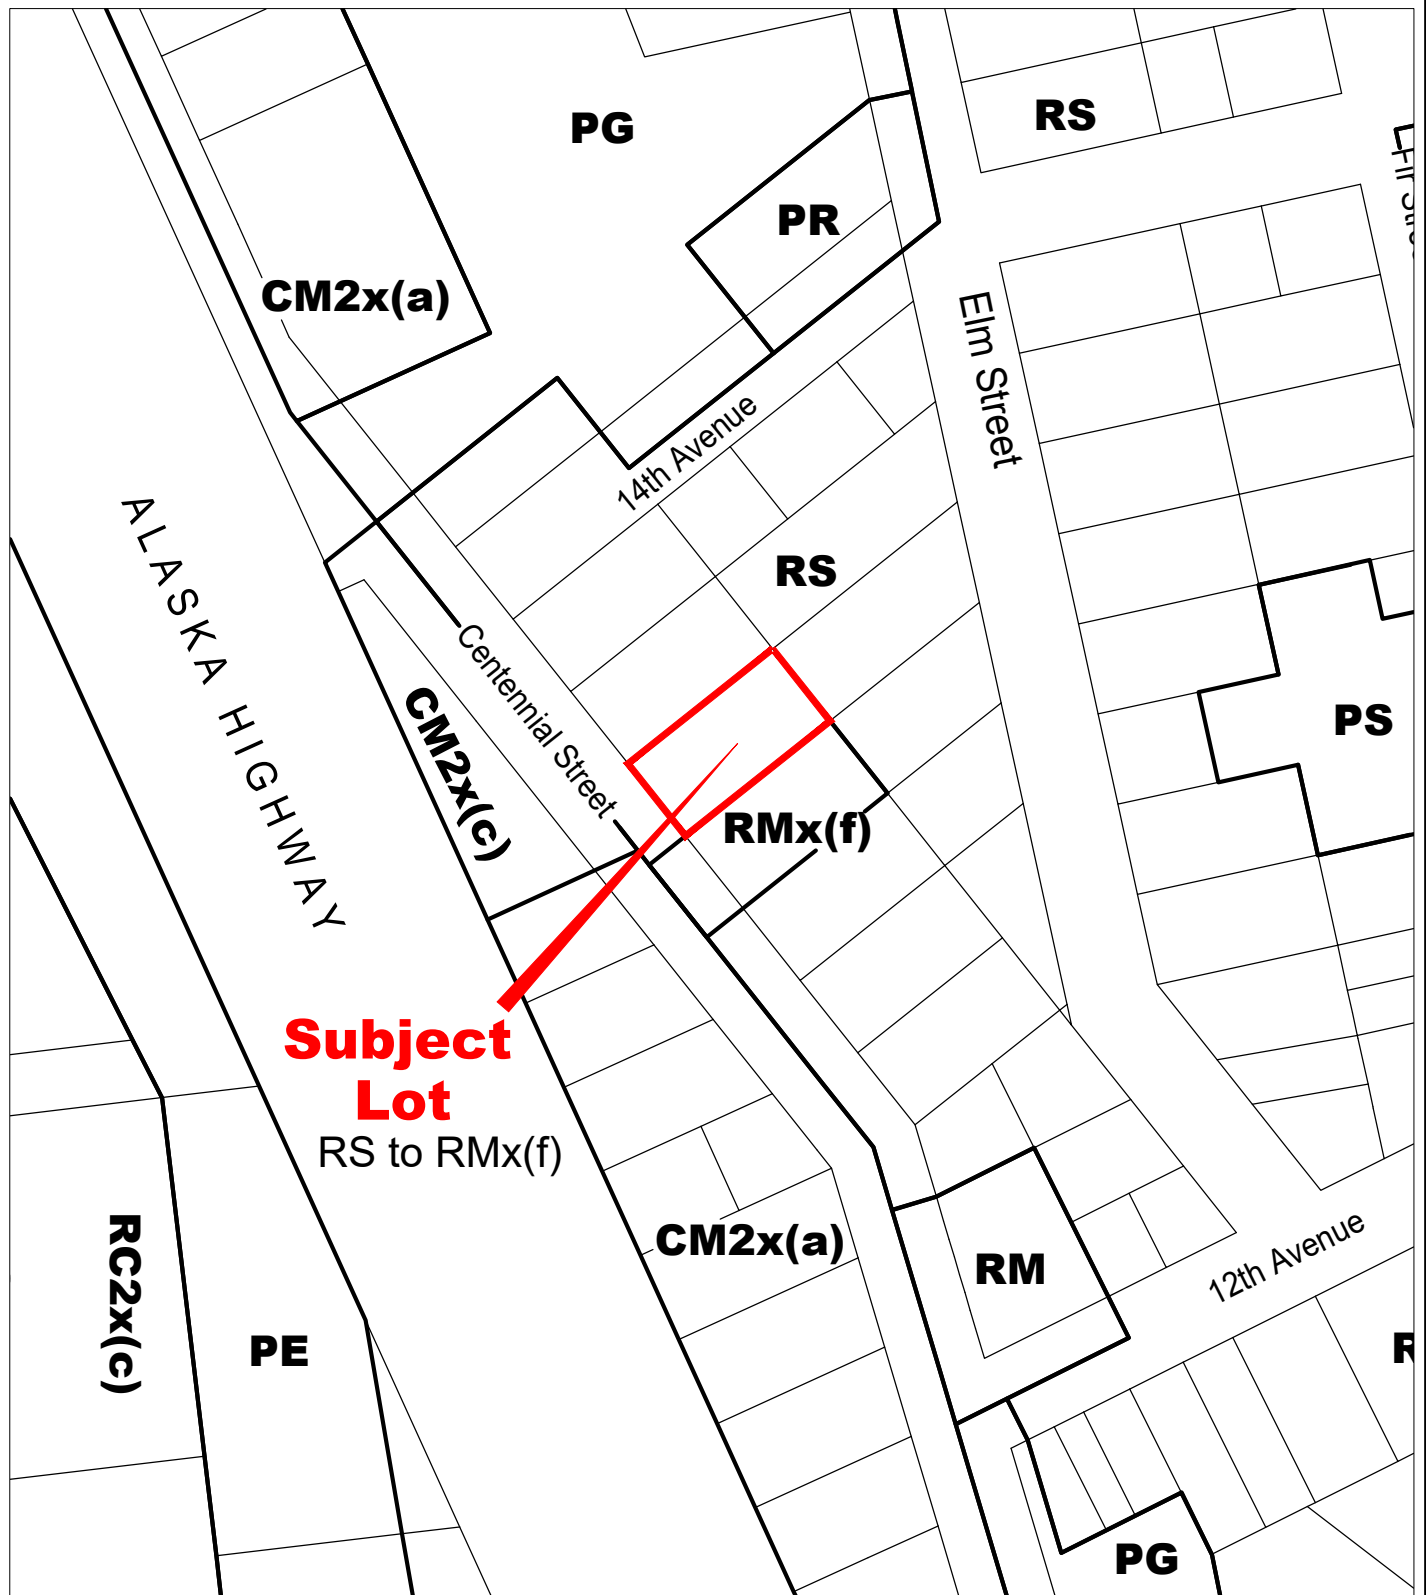 RS
PG
PR
Fir
CM2x(a)
Elm Street
14th Avenue
ALASKA HIGHWAY
RS
Centennial Street
CM2x(c)
PS
RMx(f)
Subject
Lot
RS to RMx(f)
CM2x(a)
RM
12th Avenue
RC2x(c)
PE
PG